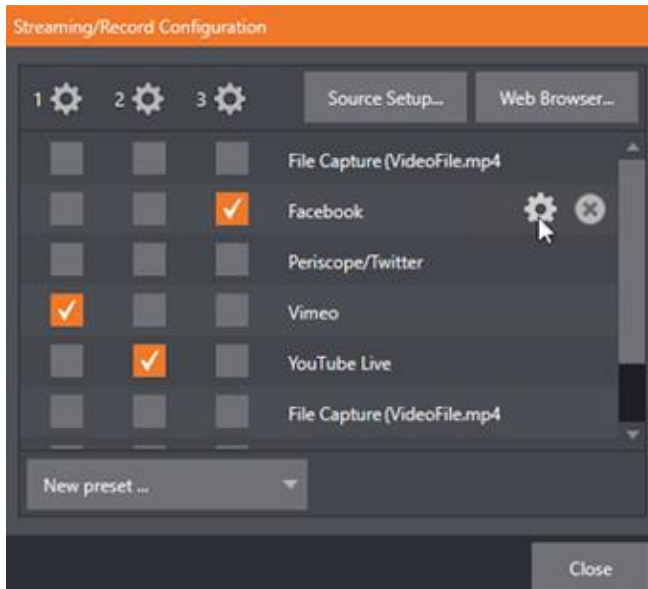 Streaming/Record Configuration
1 2 3 Source Setup... Web Browser...
File Capture (VideoFile.mp4
Facebook
Periscope/Twitter
Vimeo
YouTube Live
File Capture (VideoFile.mp4
New preset ...
Close